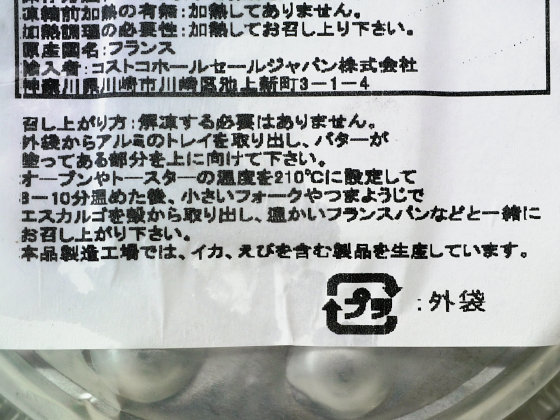 凍結前加熱の有無:加熱してありません。
加熱調理の必要性:加熱してお召し上り下さい。
原産国名:フランス
輸入者:コストコホールセールジャパン株式会社
神奈川県川崎市川崎区池上新町3-1-4
召し上がり方:解凍する必要はありません。
外袋からアルミのトレイを取り出し、バターが
塗ってある部分を上に向けて下さい。
オーブンやトースターの温度を210℃に設定して
8-10分温めた後、小さいフォークやつまようじで
エスカルゴを殻から取り出し、温かいフランスパンなどと一緒に
お召し上がり下さい。
本品製造工場では、イカ、えびを含む製品を生産しています。
プラ :外袋